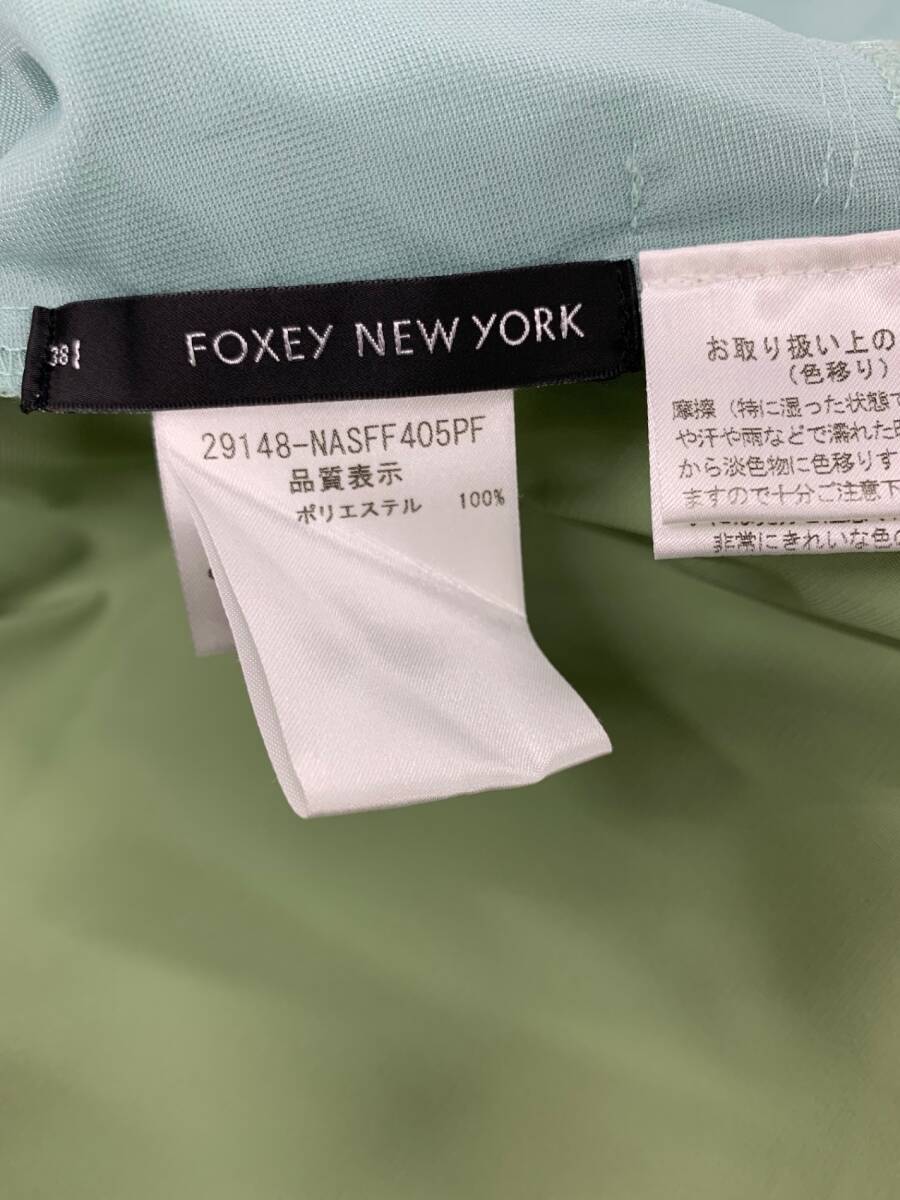 38
FOXEY NEW YORK
29148-NASFF405PF
品質表示
ポリエステル 100%
お取り扱い上の
(色移り)
摩擦(特に湿った状態で
や汗や雨などで濡れた
から淡色物に色移りす
ますので十分ご注意下
非常にきれいな色の